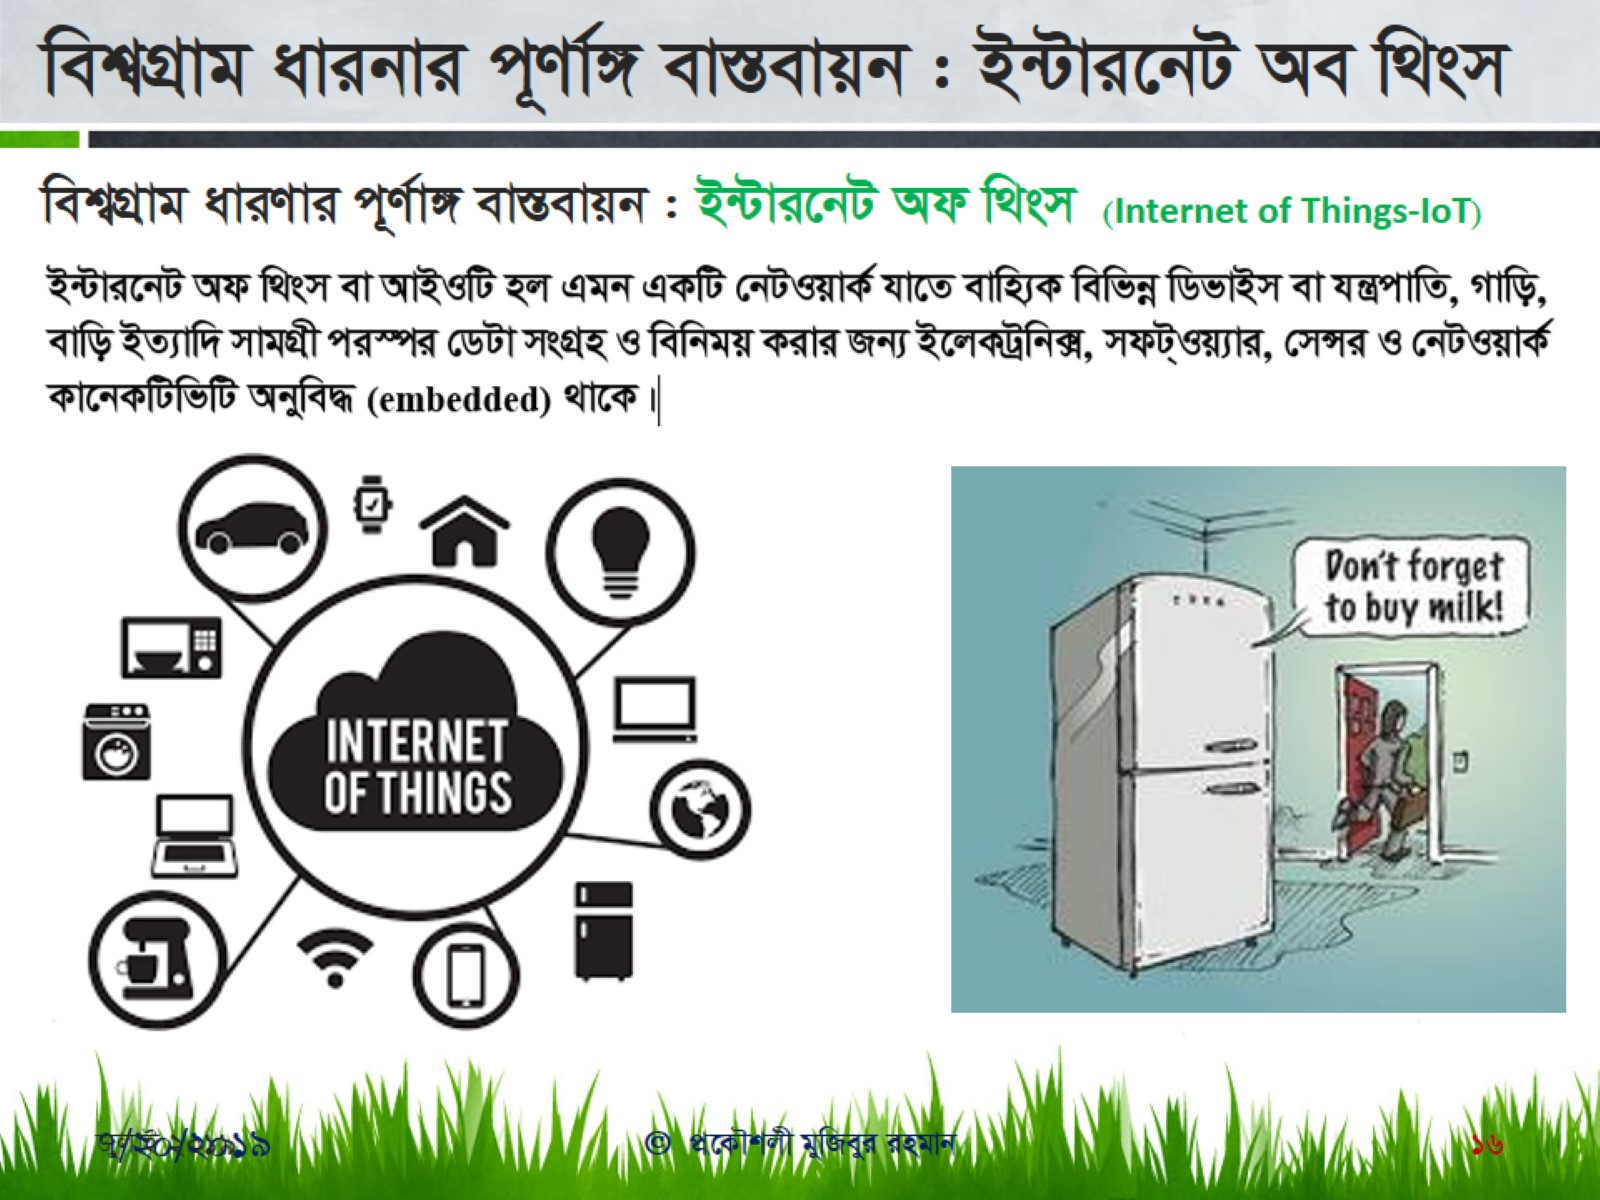 বিশ্বগ্রাম ধারনার পূর্ণাঙ্গ বাস্তবায়ন : ইন্টারনেট অব থিংস
বিশ্বগ্রাম ধারণার পূর্ণাঙ্গ বাস্তবায়ন : ইন্টারনেট অফ থিংস (Internet of Things-IoT)
ইন্টারনেট অফ থিংস বা আইওটি হল এমন একটি নেটওয়ার্ক যাতে বাহ্যিক বিভিন্ন ডিভাইস বা যন্ত্রপাতি, গাড়ি,
বাড়ি ইত্যাদি সামগ্রী পরস্পর ডেটা সংগ্রহ ও বিনিময় করার জন্য ইলেকট্রনিক্স, সফট্ওয়্যার, সেন্সর ও নেটওয়ার্ক
কানেকটিভিটি অনুবিদ্ধ (embedded) থাকে।
INTERNET
OF THINGS
Don't forget
to buy milk!
© প্রকৌশলী মুজিবুর রহমান
১৬